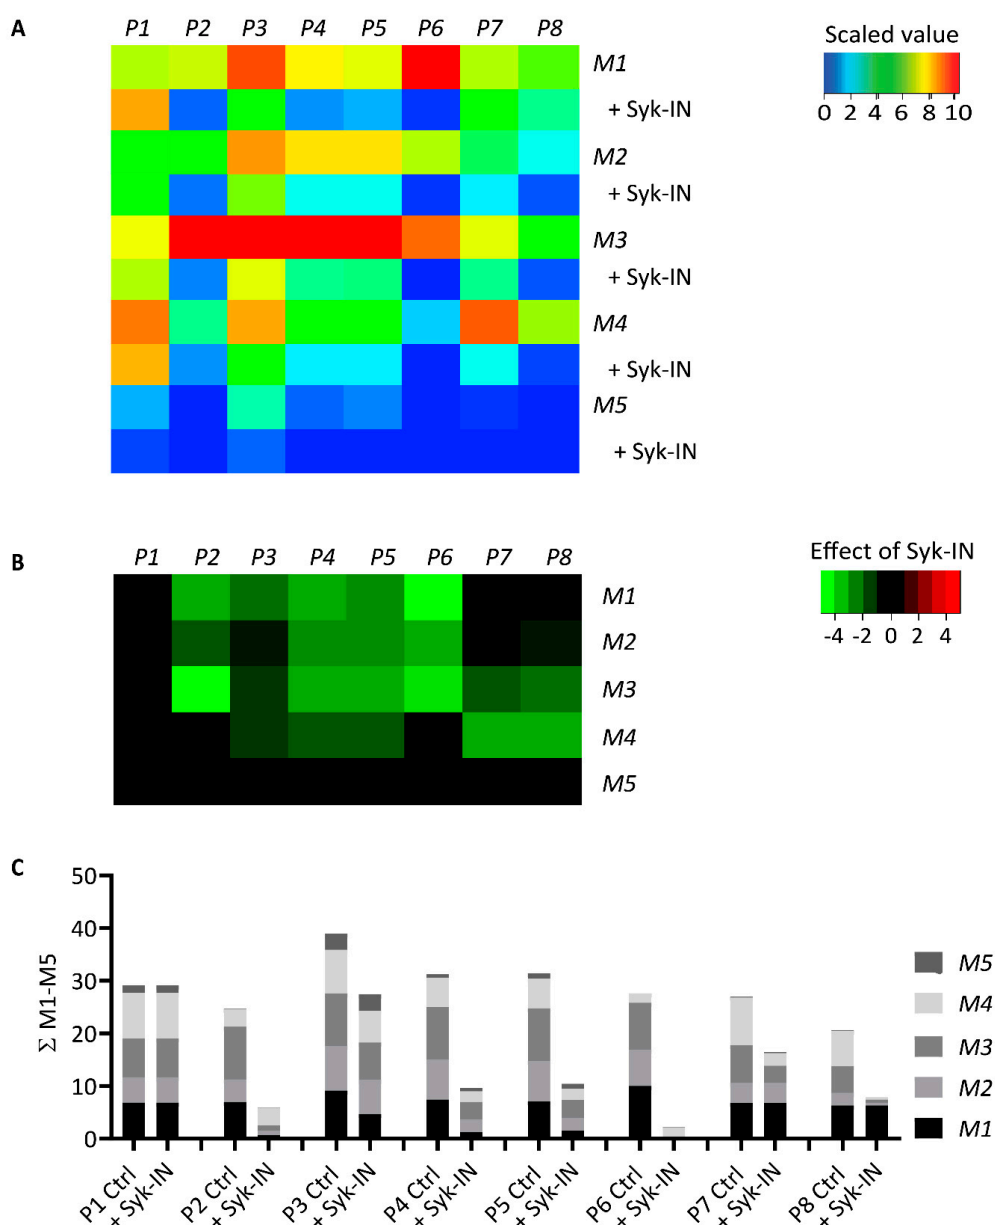 A
P1 P2 P3 P4 P5 P6 P7 P8
Scaled value
0 2 4 6 8 10
M1
+ Syk-IN
M2
+ Syk-IN
M3
+ Syk-IN
M4
+ Syk-IN
M5
+ Syk-IN
B
P1 P2 P3 P4 P5 P6 P7 P8
Effect of Syk-IN
-4 -2 0 2 4
M1
M2
M3
M4
M5
C
Σ M1-M5
50
40
30
20
10
0
M5
M4
M3
M2
M1
P1 Ctrl
+ Syk-IN
P2 Ctrl
+ Syk-IN
P3 Ctrl
+ Syk-IN
P4 Ctrl
+ Syk-IN
P5 Ctrl
+ Syk-IN
P6 Ctrl
+ Syk-IN
P7 Ctrl
+ Syk-IN
P8 Ctrl
+ Syk-IN